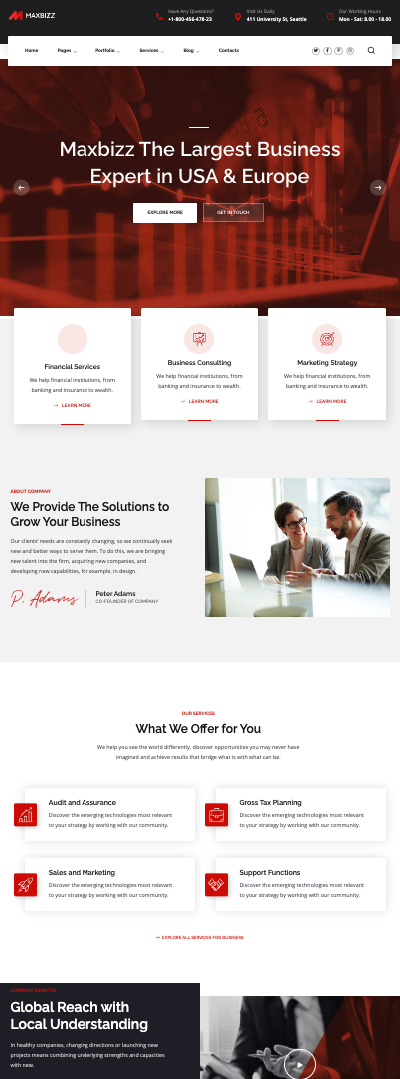 MAXBIZZ
Have Any Questions?
+1-800-456-478-23
Visit Us Daily
411 University St, Seattle
Our Working Hours
Mon - Sat: 8.00 - 18.00
Home Pages Portfolio Services Blog Contacts
Maxbizz The Largest Business
Expert in USA & Europe
EXPLORE MORE
GET IN TOUCH
Financial Services
We help financial institutions, from
banking and insurance to wealth.
→ LEARN MORE
Business Consulting
We help financial institutions, from
banking and insurance to wealth.
→ LEARN MORE
Marketing Strategy
We help financial institutions, from
banking and insurance to wealth.
→ LEARN MORE
ABOUT COMPANY
We Provide The Solutions to
Grow Your Business
Our clients' needs are constantly changing, so we continually seek
new and better ways to serve them. To do this, we are bringing
new talent into the firm, acquiring new companies, and
developing new capabilities, for example, in design.
P. Adams
Peter Adams
CO-FOUNDER OF COMPANY
OUR SERVICES
What We Offer for You
We help you see the world differently, discover opportunities you may never have
imagined and achieve results that bridge what is with what can be.
Audit and Assurance
Discover the emerging technologies most relevant
to your strategy by working with our community.
Gross Tax Planning
Discover the emerging technologies most relevant
to your strategy by working with our community.
Sales and Marketing
Discover the emerging technologies most relevant
to your strategy by working with our community.
Support Functions
Discover the emerging technologies most relevant
to your strategy by working with our community.
→ EXPLORE ALL SERVICES FOR BUSINESS
COMPANY BENEFITS
Global Reach with
Local Understanding
In healthy companies, changing directions or launching new
projects means combining underlying strengths and capacities
with new.